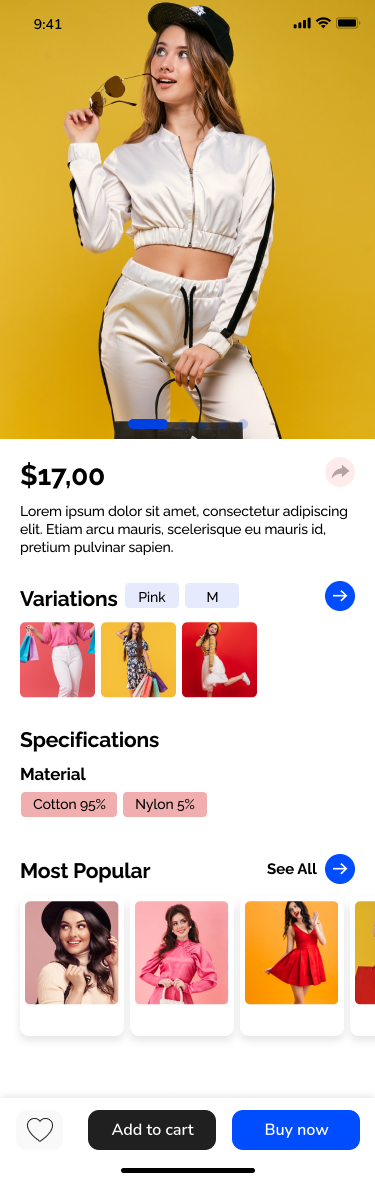 9:41
$17,00
Lorem ipsum dolor sit amet, consectetur adipiscing
elit. Etiam arcu mauris, scelerisque eu mauris id,
pretium pulvinar sapien.
Variations
Pink
M
Specifications
Material
Cotton 95%
Nylon 5%
Most Popular
See All
Add to cart
Buy now